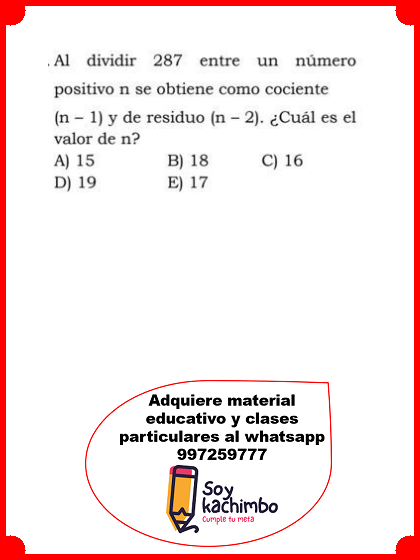 . Al dividir 287 entre un número
positivo n se obtiene como cociente
(n – 1) y de residuo (n – 2). ¿Cuál es el
valor de n?
A) 15 B) 18 C) 16
D) 19 E) 17
Adquiere material
educativo y clases
particulares al whatsapp
997259777
Soy
kachimbo
Cumple tu meta